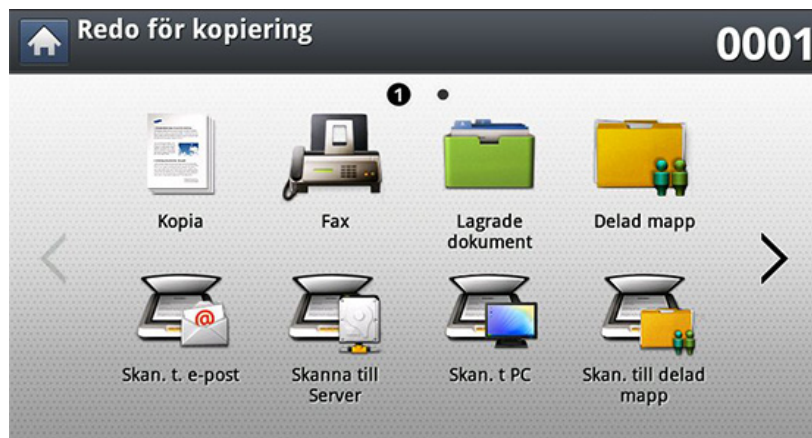 Redo för kopiering
0001
1
Kopia
Fax
Lagrade
dokument
Delad mapp
@
Skan. t. e-post
Skanna till
Server
Skan. t PC
Skan. till delad
mapp